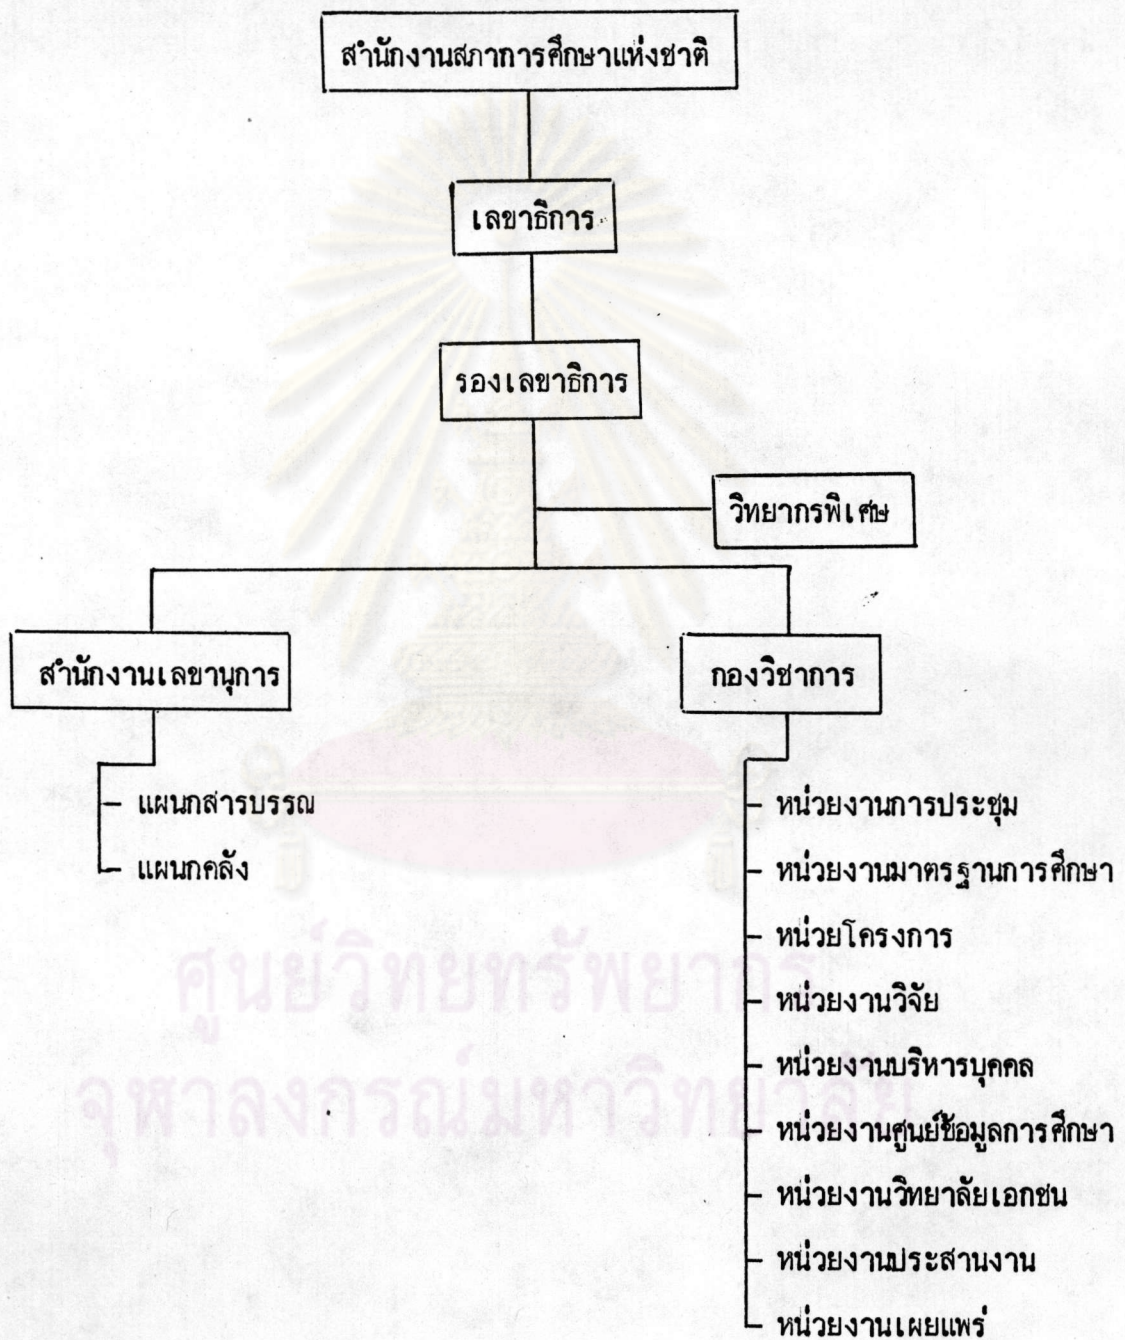 สำนักงานสภาการศึกษาแห่งชาติ
เลขาธิการ
รองเลขาธิการ
วิทยากรพิเศษ
สำนักงานเลขานุการ
กองวิชาการ
แผนกสารบรรณ
แผนกคลัง
หน่วยงานการประชุม
หน่วยงานมาตรฐานการศึกษา
หน่วยโครงการ
หน่วยงานวิจัย
หน่วยงานบริหารบุคคล
หน่วยงานศูนย์ข้อมูลการศึกษา
หน่วยงานวิทยาลัยเอกชน
หน่วยงานประสานงาน
หน่วยงานเผยแพร่
ศูนย์วิทยทรัพยากร
จุฬาลงกรณ์มหาวิทยาลัย